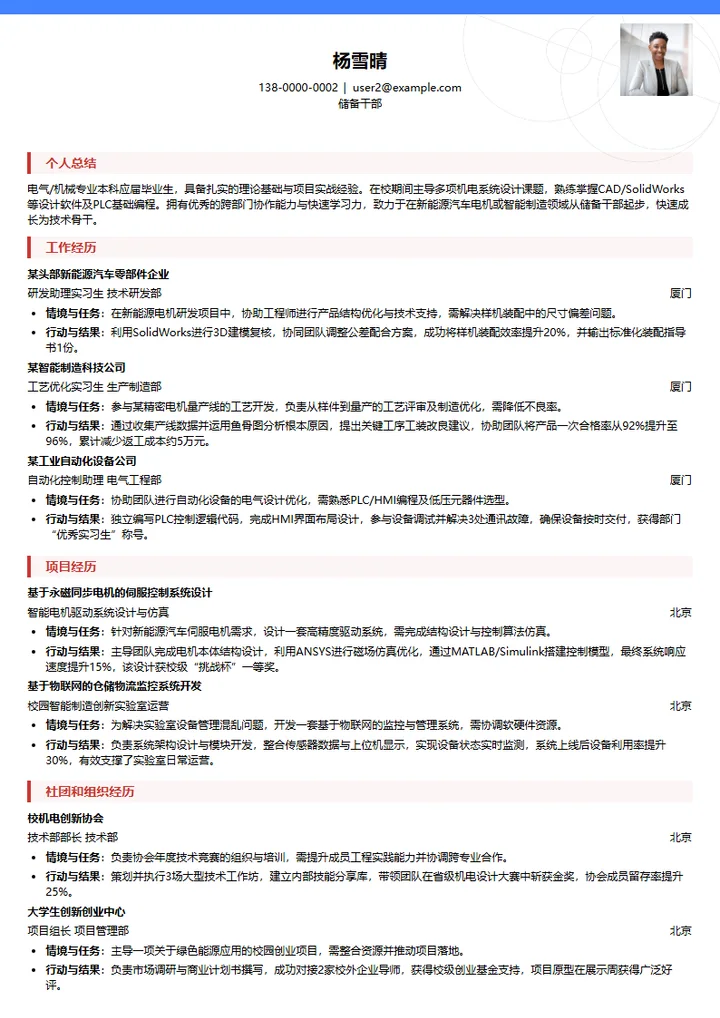 杨雪晴
138-0000-0002 | user2@example.com
储备干部
个人总结
电气/机械专业本科应届毕业生，具备扎实的理论基础与项目实战经验。在校期间主导多项机电系统设计课题，熟练掌握CAD/SolidWorks
等设计软件及PLC基础编程。拥有优秀的跨部门协作能力与快速学习力，致力于在新能源汽车电机或智能制造领域从储备干部起步，快速成
长为技术骨干。
工作经历
某头部新能源汽车零部件企业
研发助理实习生 技术研发部 厦门
• 情境与任务：在新能源电机研发项目中，协助工程师进行产品结构优化与技术支持，需解决样机装配中的尺寸偏差问题。
• 行动与结果：利用SolidWorks进行3D建模复核，协同团队调整公差配合方案，成功将样机装配效率提升20%，并输出标准化装配指导
书1份。
某智能制造科技公司
工艺优化实习生 生产制造部 厦门
• 情境与任务：参与某精密电机量产线的工艺开发，负责从样件到量产的工艺评审及制造优化，需降低不良率。
• 行动与结果：通过收集产线数据并运用鱼骨图分析根本原因，提出关键工序工装改良建议，协助团队将产品一次合格率从92%提升至
96%，累计减少返工成本约5万元。
某工业自动化设备公司
自动化控制助理 电气工程部 厦门
• 情境与任务：协助团队进行自动化设备的电气设计优化，需熟悉PLC/HMI编程及低压元器件选型。
• 行动与结果：独立编写PLC控制逻辑代码，完成HMI界面布局设计，参与设备调试并解决3处通讯故障，确保设备按时交付，获得部门
“优秀实习生”称号。
项目经历
基于永磁同步电机的伺服控制系统设计
智能电机驱动系统设计与仿真 北京
• 情境与任务：针对新能源汽车伺服电机需求，设计一套高精度驱动系统，需完成结构设计与控制算法仿真。
• 行动与结果：主导团队完成电机本体结构设计，利用ANSYS进行磁场仿真优化，通过MATLAB/Simulink搭建控制模型，最终系统响应
速度提升15%，该设计获校级“挑战杯”一等奖。
基于物联网的仓储物流监控系统开发
校园智能制造创新实验室运营 北京
• 情境与任务：为解决实验室设备管理混乱问题，开发一套基于物联网的监控与管理系统，需协调软硬件资源。
• 行动与结果：负责系统架构设计与模块开发，整合传感器数据与上位机显示，实现设备状态实时监测，系统上线后设备利用率提升
30%，有效支撑了实验室日常运营。
社团和组织经历
校机电创新协会
技术部部长 技术部 北京
• 情境与任务：负责协会年度技术竞赛的组织与培训，需提升成员工程实践能力并协调跨专业合作。
• 行动与结果：策划并执行3场大型技术工作坊，建立内部技能分享库，带领团队在省级机电设计大赛中斩获金奖，协会成员留存率提升
25%。
大学生创新创业中心
项目组长 项目管理部 北京
• 情境与任务：主导一项关于绿色能源应用的校园创业项目，需整合资源并推动项目落地。
• 行动与结果：负责市场调研与商业计划书撰写，成功对接2家校外企业导师，获得校级创业基金支持，项目原型在展示周获得广泛好
评。